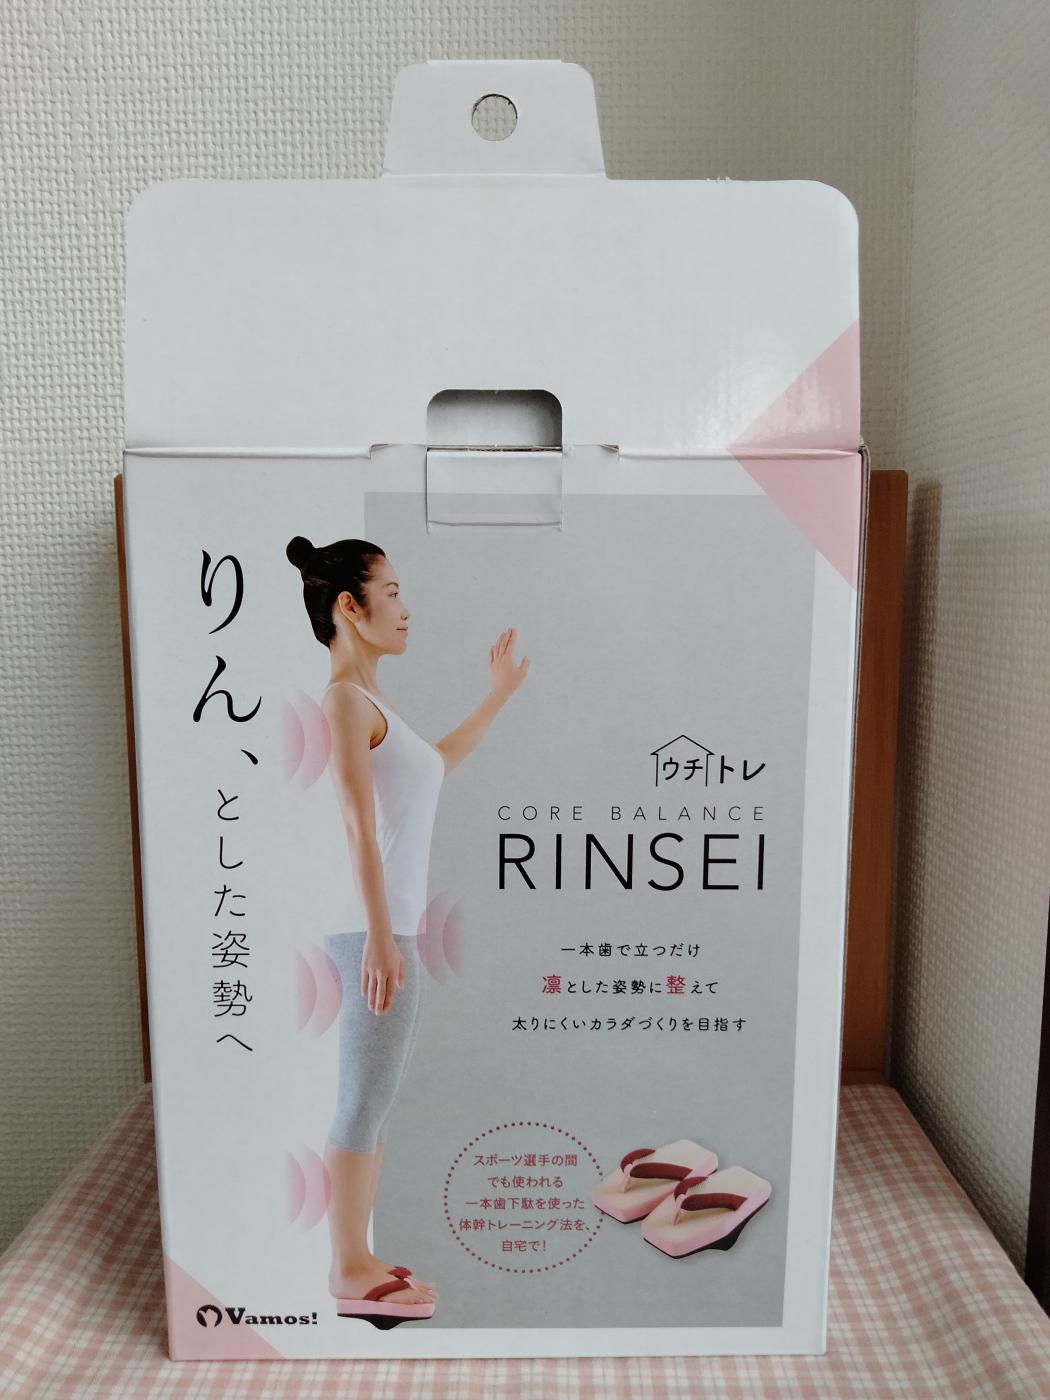 りん、とした姿勢へ
ウチトレ
CORE BALANCE
RINSEI
一本歯で立つだけ
凛とした姿勢に整えて
太りにくいカラダづくりを目指す
スポーツ選手の間
でも使われる
一本歯下駄を使った
体幹トレーニング法を、
自宅で!
Vamos!